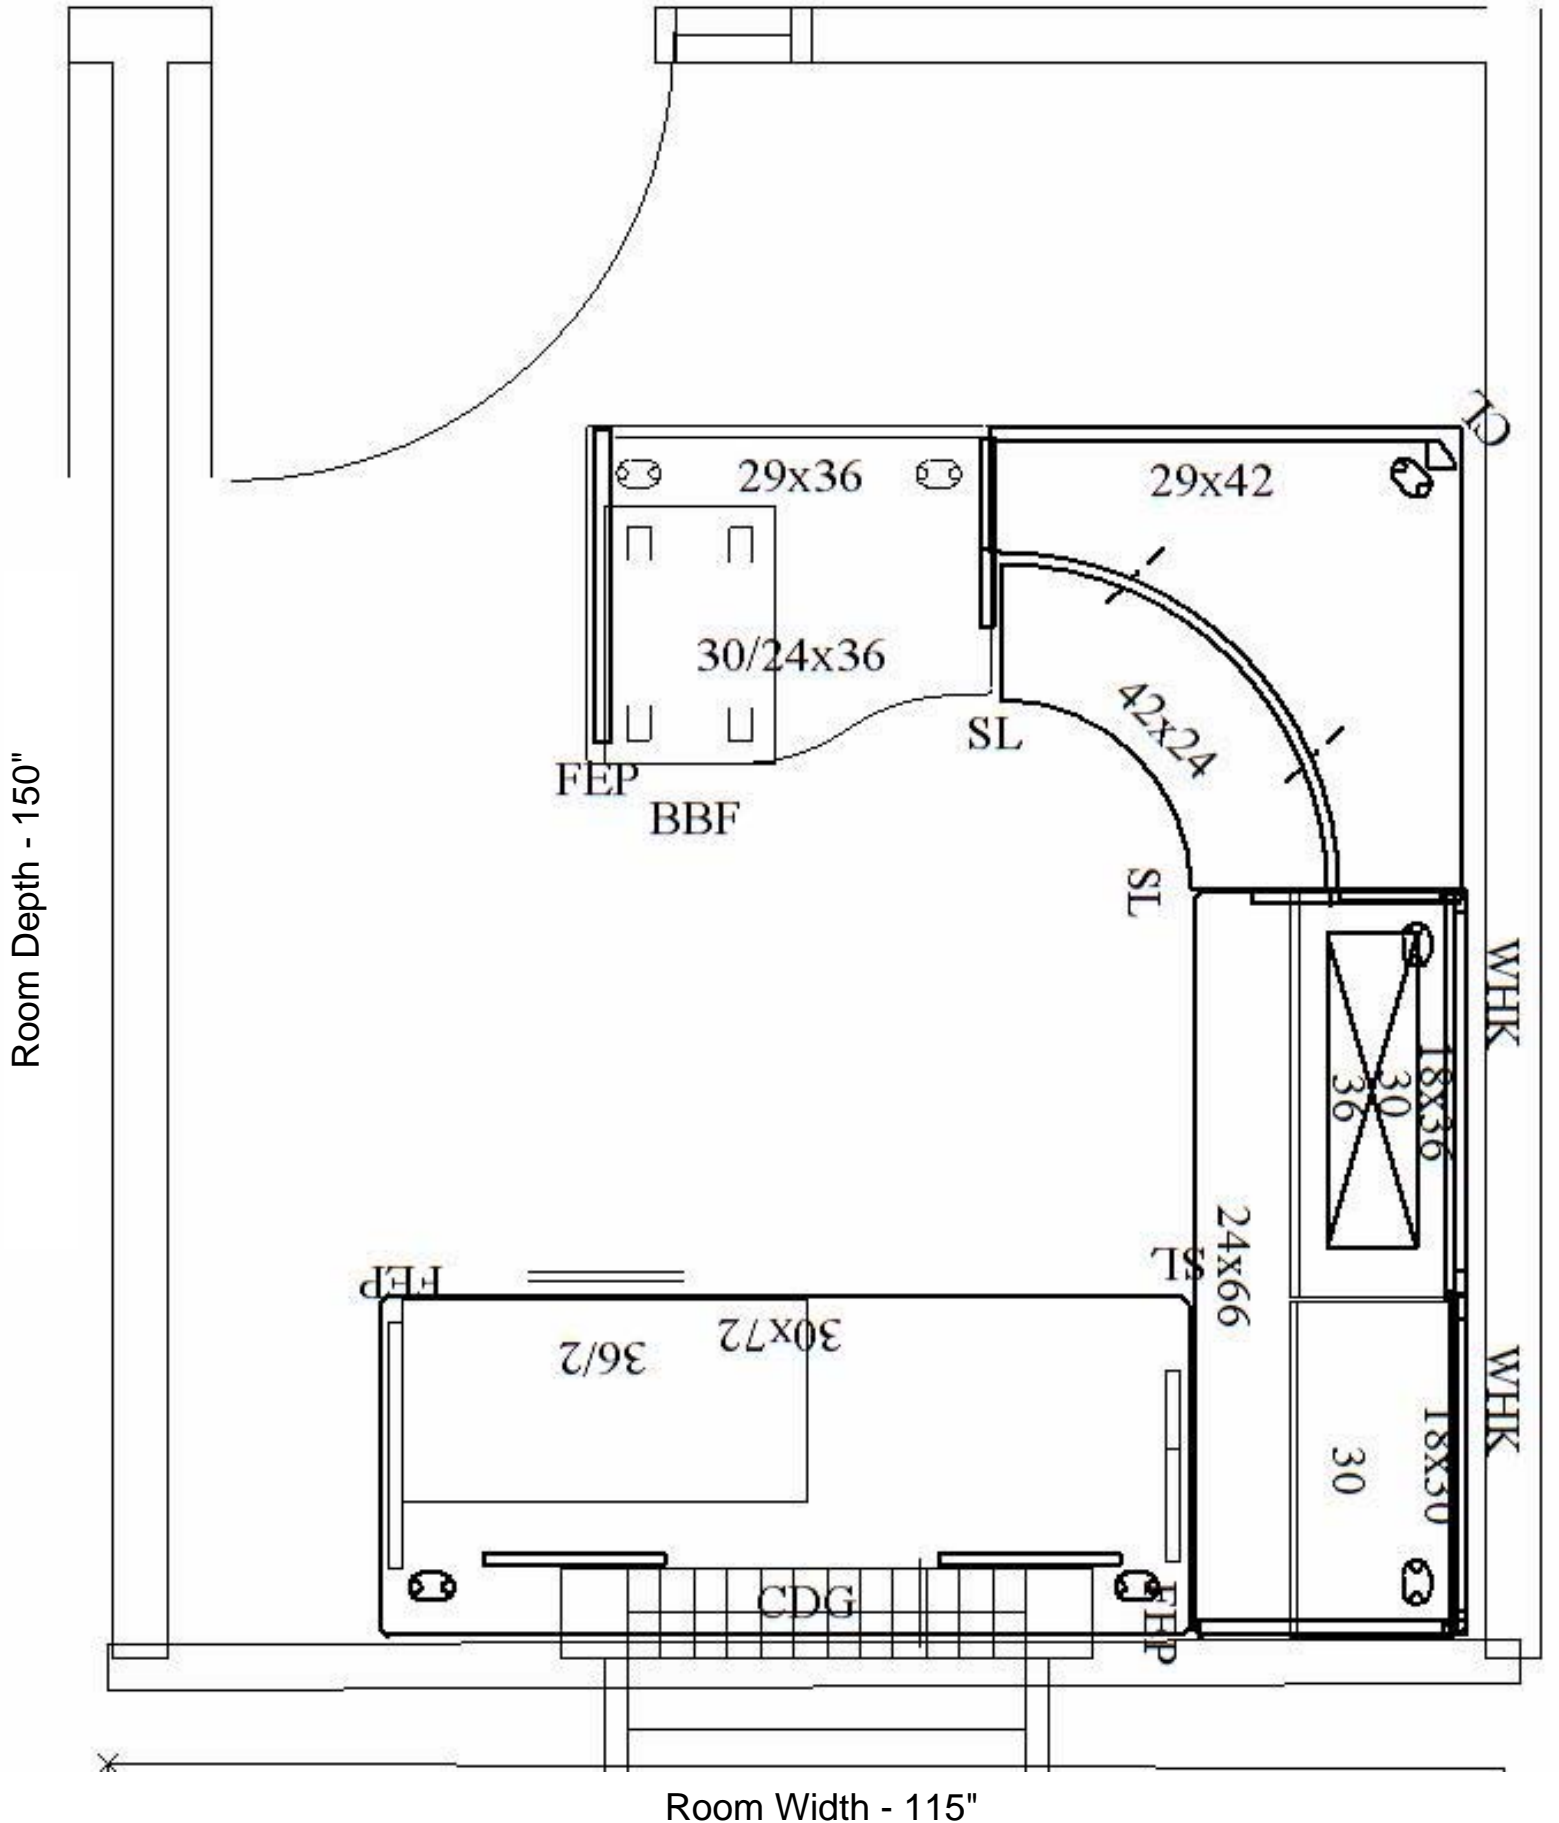 CL
29x36
29x42
30/24x36
42x24
SL
FEP
BBF
SL
WHK
18x36
30
36
24x66
SL
FEP
30x72
36/2
WHK
18x30
30
CDG
FEP
Room Depth - 150"
Room Width - 115"